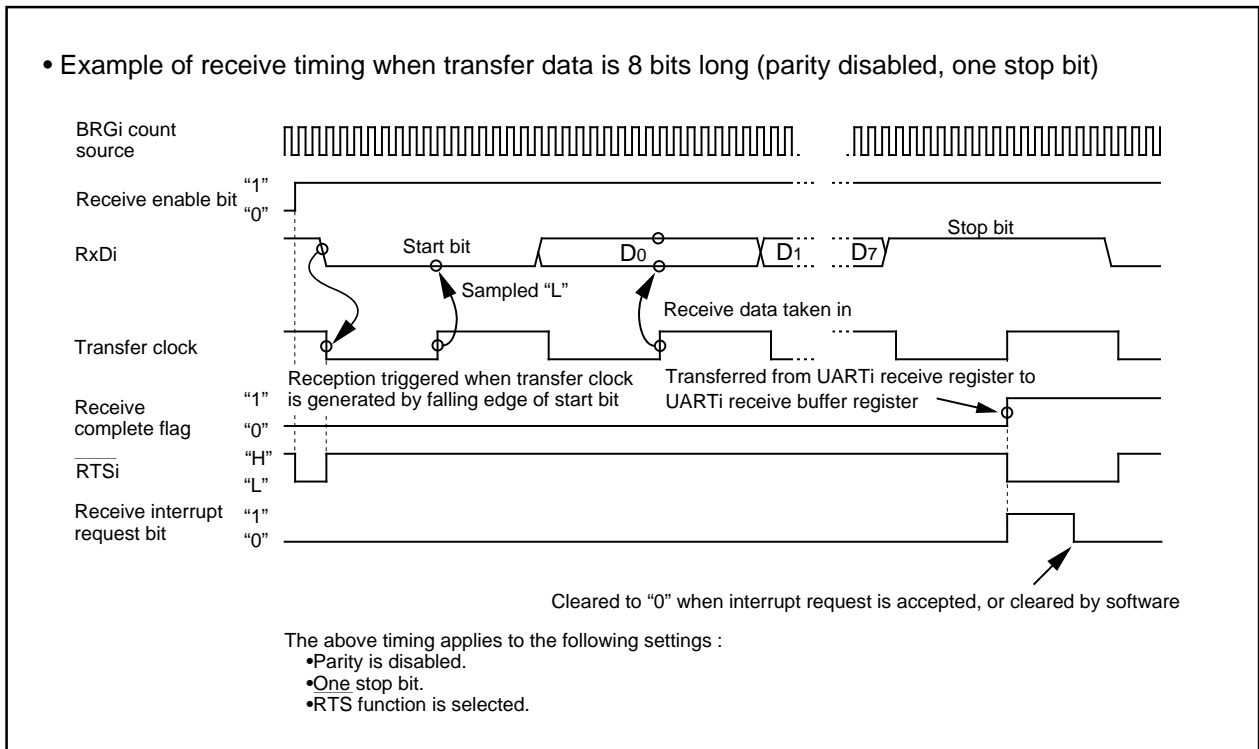 • Example of receive timing when transfer data is 8 bits long (parity disabled, one stop bit)
BRGi count
source
Receive enable bit
“1”
“0”
RxDi
Start bit
D0
D1
D7
Stop bit
Sampled “L”
Receive data taken in
Transfer clock
Reception triggered when transfer clock
is generated by falling edge of start bit
Transferred from UARTi receive register to
UARTi receive buffer register
Receive
complete flag
“1”
“0”
RTSi
“H”
“L”
Receive interrupt
request bit
“1”
“0”
Cleared to “0” when interrupt request is accepted, or cleared by software
The above timing applies to the following settings :
•Parity is disabled.
•One stop bit.
•RTS function is selected.